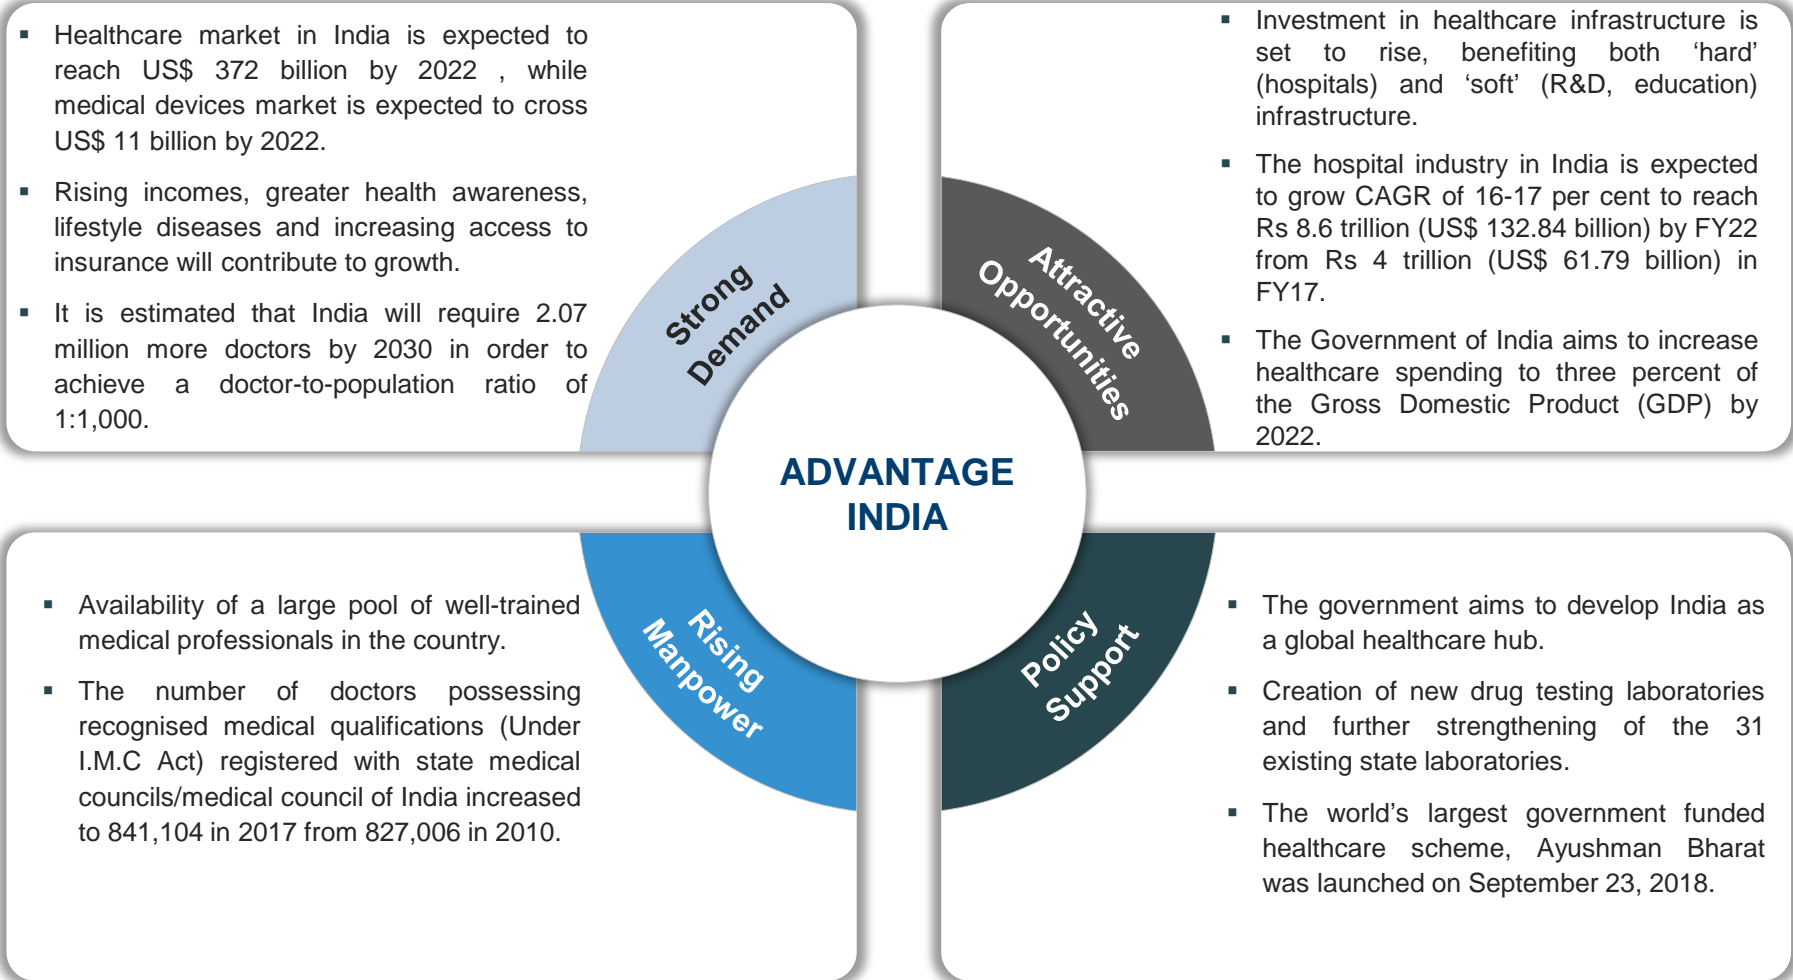 ▪ Healthcare market in India is expected to
reach US$ 372 billion by 2022 , while
medical devices market is expected to cross
US$ 11 billion by 2022.
▪ Rising incomes, greater health awareness,
lifestyle diseases and increasing access to
insurance will contribute to growth.
▪ It is estimated that India will require 2.07
million more doctors by 2030 in order to
achieve a doctor-to-population ratio of
1:1,000.
Strong
Demand
▪ Investment in healthcare infrastructure is
set to rise, benefiting both ‘hard’
(hospitals) and ‘soft’ (R&D, education)
infrastructure.
▪ The hospital industry in India is expected
to grow CAGR of 16-17 per cent to reach
Rs 8.6 trillion (US$ 132.84 billion) by FY22
from Rs 4 trillion (US$ 61.79 billion) in
FY17.
▪ The Government of India aims to increase
healthcare spending to three percent of
the Gross Domestic Product (GDP) by
2022.
Attractive
Opportunities
ADVANTAGE
INDIA
▪ Availability of a large pool of well-trained
medical professionals in the country.
▪ The number of doctors possessing
recognised medical qualifications (Under
I.M.C Act) registered with state medical
councils/medical council of India increased
to 841,104 in 2017 from 827,006 in 2010.
Rising
Manpower
Policy
Support
▪ The government aims to develop India as
a global healthcare hub.
▪ Creation of new drug testing laboratories
and further strengthening of the 31
existing state laboratories.
▪ The world’s largest government funded
healthcare scheme, Ayushman Bharat
was launched on September 23, 2018.